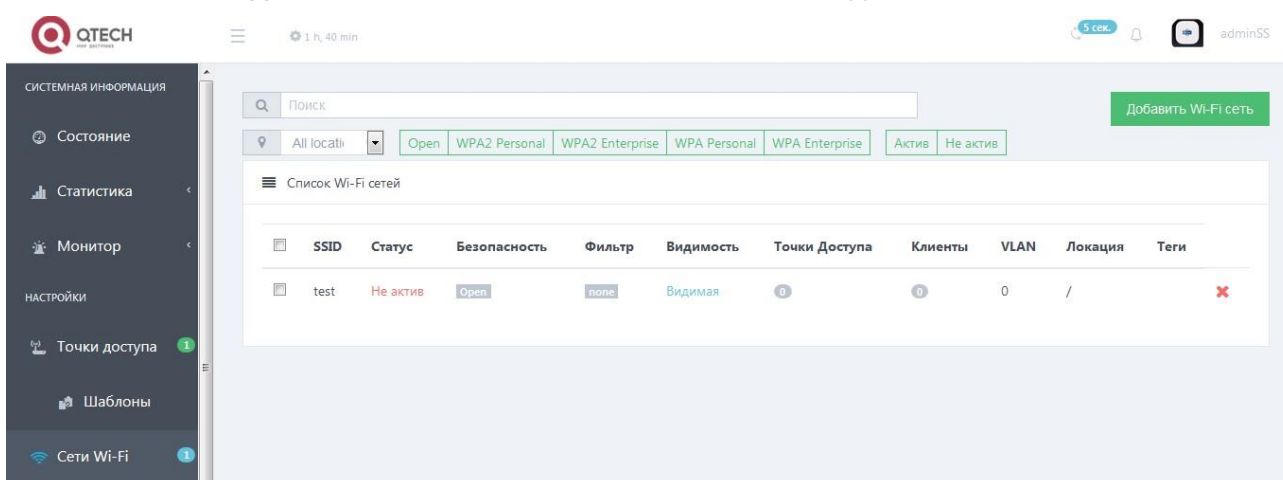 QTECH
1 h, 40 min
5 сек.
adminSS
СИСТЕМНАЯ ИНФОРМАЦИЯ
Состояние
Статистика
Монитор
НАСТРОЙКИ
Точки доступа 1
Шаблоны
Сети Wi-Fi 1
Поиск
Добавить Wi-Fi сеть
All locati
Open WPA2 Personal WPA2 Enterprise WPA Personal WPA Enterprise Актив Не актив
Список Wi-Fi сетей
SSID Статус Безопасность Фильтр Видимость Точки Доступа Клиенты VLAN Локация Теги
test Не актив Open none Видимая 0 0 0 /